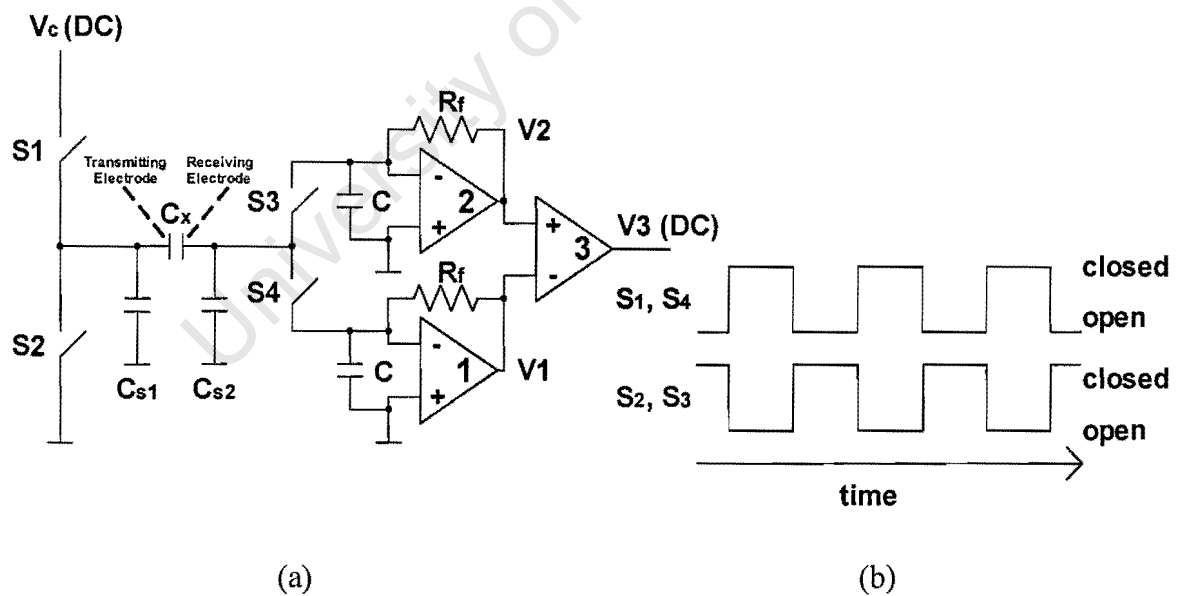 University o
Vc (DC)
S1
Transmitting
Electrode
Receiving
Electrode
Cx
S3
S4
S2
Cs1
Cs2
Rf
V2
C
-
+
2
Rf
V1
C
-
+
1
+
-
3
V3 (DC)
S1, S4
closed
open
S2, S3
closed
open
time
(a)
(b)